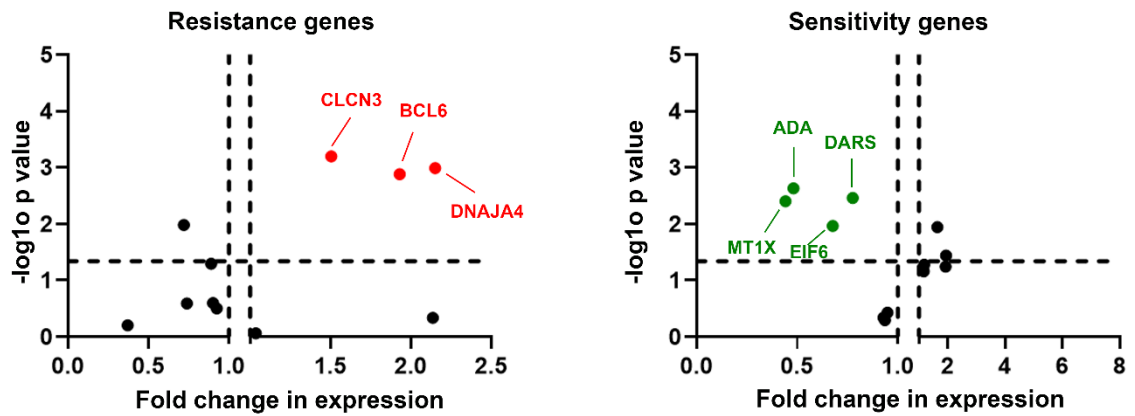 Resistance genes
5
4
3
2
1
0
-log1o p value
CLCN3
BCL6
DNAJA4
0.0
0.5
1.0
1.5
2.0
2.5
Fold change in expression
Sensitivity genes
5
4
3
2
1
0
-log1o p value
ADA
DARS
MT1X
EIF6
0.0
0.5
1.0
2
4
6
8
Fold change in expression